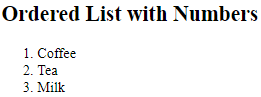 Ordered List with Numbers
1. Coffee
2. Tea
3. Milk